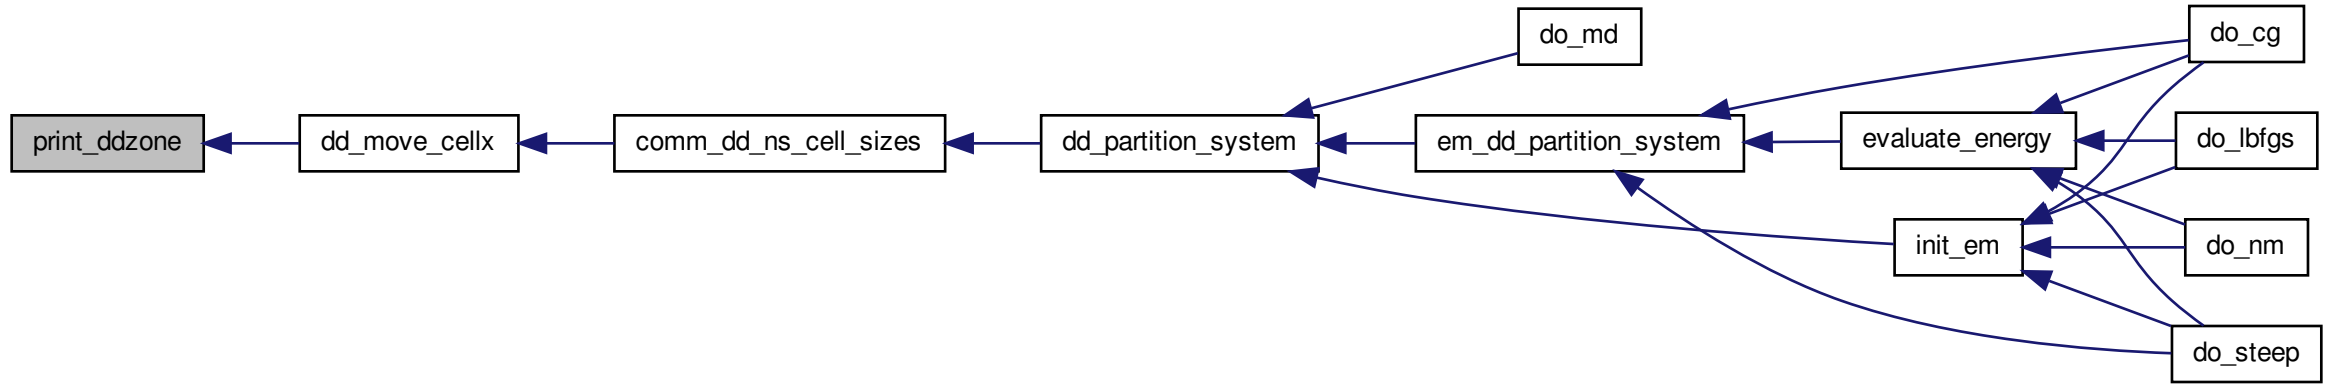 print_ddzone
dd_move_cellx
comm_dd_ns_cell_sizes
dd_partition_system
do_md
em_dd_partition_system
evaluate_energy
init_em
do_cg
do_lbfgs
do_nm
do_steep